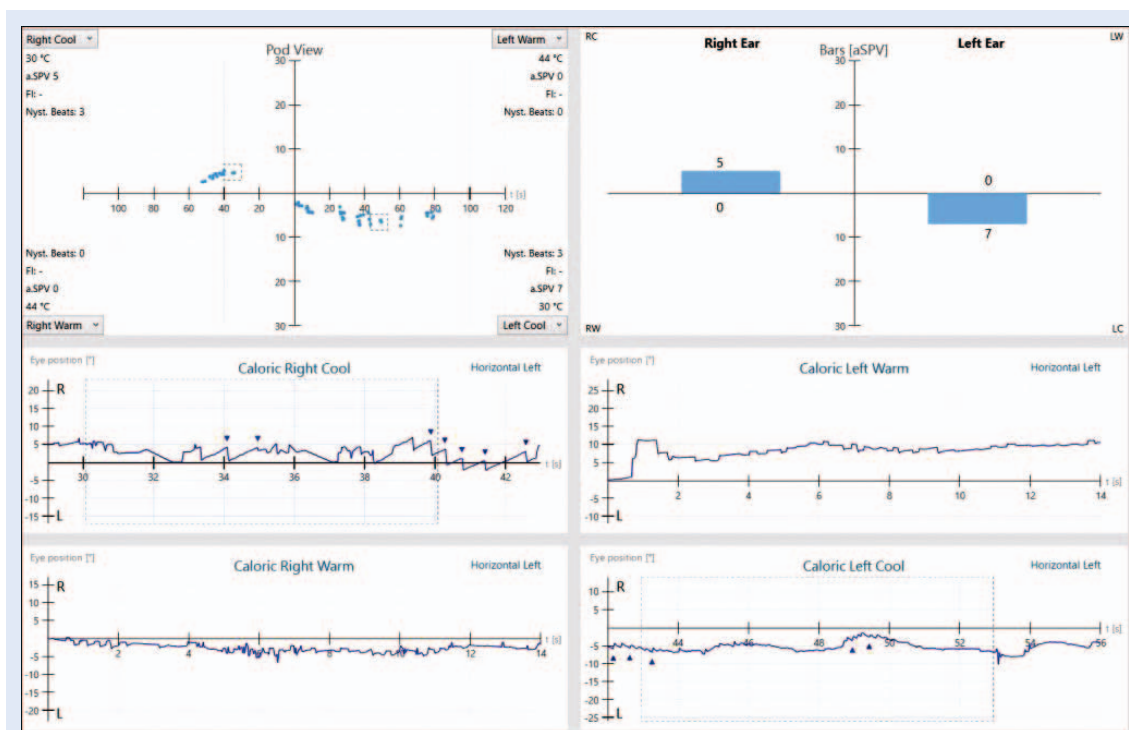 Right Cool
30 °C
a.SPV 5
FI: -
Nyst. Beats: 3
Pod View
Left Warm
44 °C
a.SPV 0
FI: -
Nyst. Beats: 0
30
20
10
100 80 60 40 20 20 40 60 80 100 120
t [s]
10
20
30
Nyst. Beats: 0
FI: -
a.SPV 0
44 °C
Right Warm
Nyst. Beats: 3
FI: -
a.SPV 7
30 °C
Left Cool
RC
Right Ear
Bars [aSPV]
Left Ear
LW
30
20
10
5
0
0
7
10
20
30
RW
LC
Eye position [°]
Caloric Right Cool
Horizontal Left
R
20
15
10
5
-5
-10
-15
L
30 32 34 36 38 40 42
t [s]
Eye position [°]
Caloric Left Warm
Horizontal Left
R
25
20
15
10
5
-5
-10
L
2 4 6 8 10 12 14
t [s]
Eye position [°]
Caloric Right Warm
Horizontal Left
R
15
10
5
-5
-10
-15
-20
L
2 4 6 8 10 12 14
t [s]
Eye position [°]
Caloric Left Cool
Horizontal Left
R
10
5
-5
-10
-15
-20
-25
L
44 46 48 50 52 54 56
t [s]